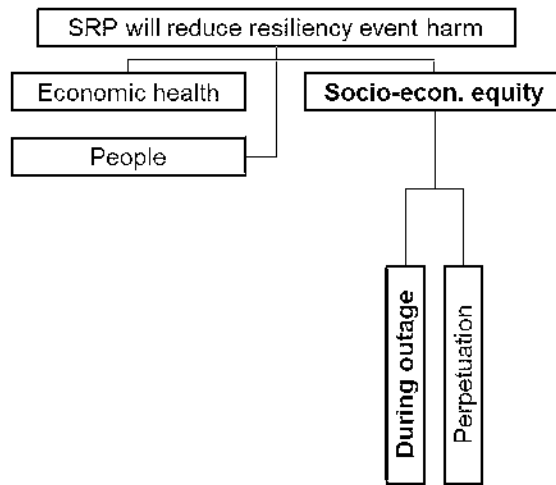 SRP will reduce resiliency event harm
Economic health
Socio-econ. equity
People
During outage
Perpetuation